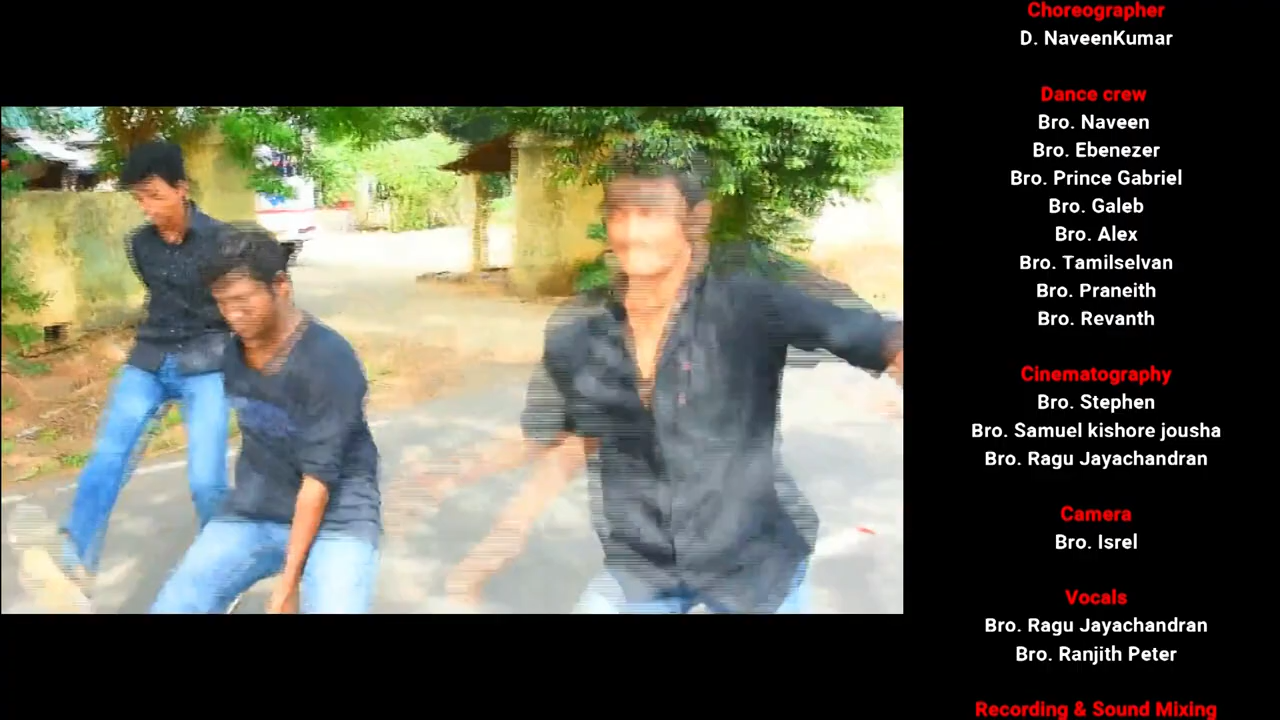 Choreographer
D. NaveenKumar
Dance crew
Bro. Naveen
Bro. Ebenezer
Bro. Prince Gabriel
Bro. Galeb
Bro. Alex
Bro. Tamilselvan
Bro. Praneith
Bro. Revanth
Cinematography
Bro. Stephen
Bro. Samuel kishore jousha
Bro. Ragu Jayachandran
Camera
Bro. Isrel
Vocals
Bro. Ragu Jayachandran
Bro. Ranjith Peter
Recording & Sound Mixing